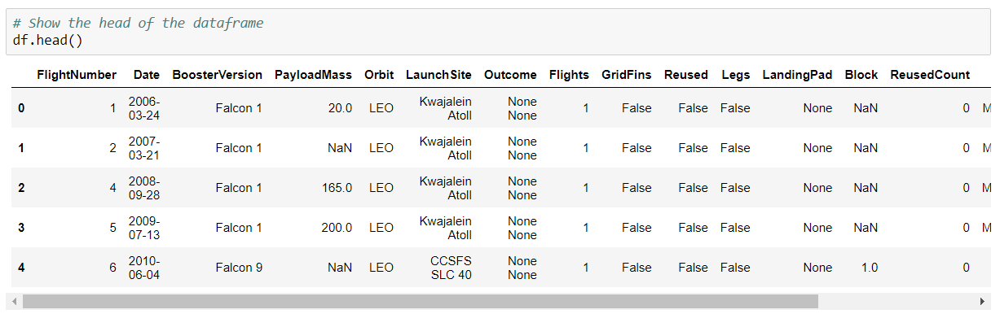 # Show the head of the dataframe
df.head()
FlightNumber Date BoosterVersion PayloadMass Orbit LaunchSite Outcome Flights GridFins Reused Legs LandingPad Block ReusedCount
0 1 2006-03-24 Falcon 1 20.0 LEO Kwajalein Atoll None None 1 False False False None NaN 0 M
1 2 2007-03-21 Falcon 1 NaN LEO Kwajalein Atoll None None 1 False False False None NaN 0 M
2 4 2008-09-28 Falcon 1 165.0 LEO Kwajalein Atoll None None 1 False False False None NaN 0 M
3 5 2009-07-13 Falcon 1 200.0 LEO Kwajalein Atoll None None 1 False False False None NaN 0 M
4 6 2010-06-04 Falcon 9 NaN LEO CCSFS SLC 40 None None 1 False False False None 1.0 0